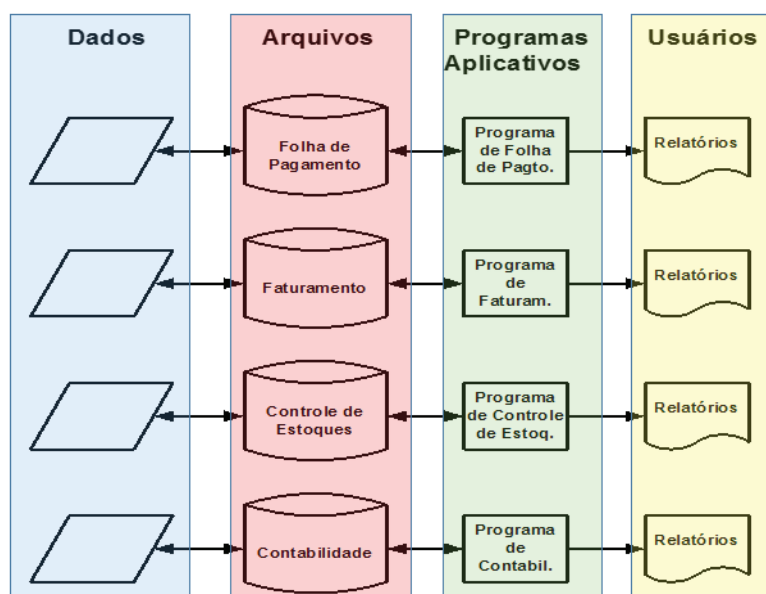 Dados
Arquivos
Programas
Aplicativos
Usuários
Folha de
Pagamento
Programa
de Folha
de Pagto.
Relatórios
Faturamento
Programa
de
Faturam.
Relatórios
Controle de
Estoques
Programa
de Controle
de Estoq.
Relatórios
Contabilidade
Programa
de
Contabil.
Relatórios